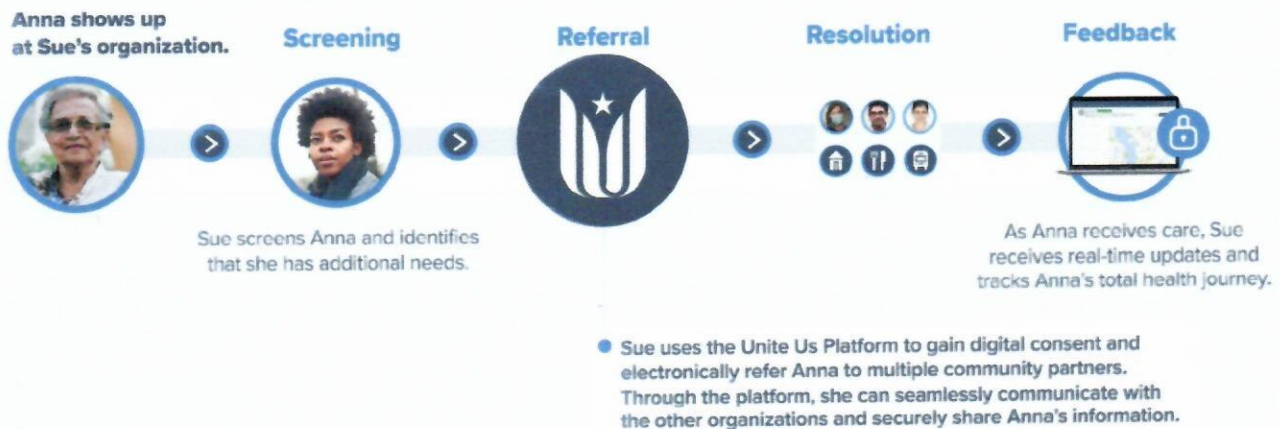 Anna shows up
at Sue's organization.
Screening
Referral
Resolution
Feedback
Sue screens Anna and identifies
that she has additional needs.
As Anna receives care, Sue
receives real-time updates and
tracks Anna's total health journey.
Sue uses the Unite Us Platform to gain digital consent and
electronically refer Anna to multiple community partners.
Through the platform, she can seamlessly communicate with
the other organizations and securely share Anna's information.